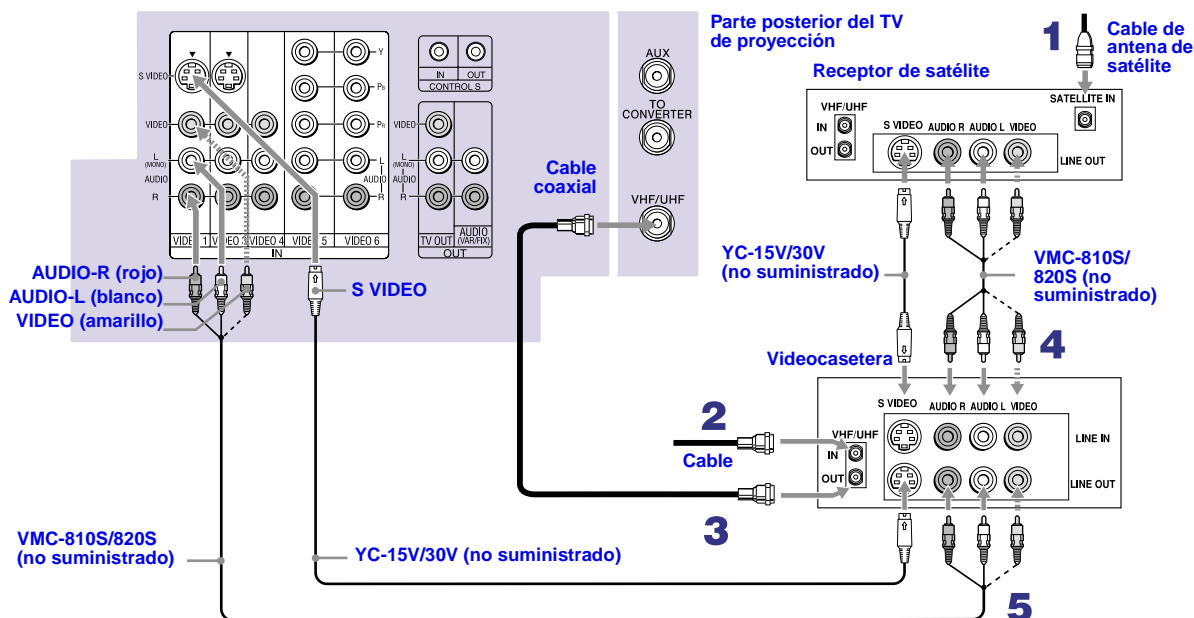 Parte posterior del TV
de proyección
1
Cable de
antena de
satélite
Receptor de satélite
SATELLITE IN
VHF/UHF
IN
OUT
S VIDEO
AUDIO R
AUDIO L
VIDEO
LINE OUT
S VIDEO
VIDEO
L
(MONO)
AUDIO
R
Y
PB
PR
L
AUDIO
R
VIDEO 1
VIDEO 3
VIDEO 4
VIDEO 5
VIDEO 6
IN
IN
OUT
CONTROL S
VIDEO
L
(MONO)
AUDIO
R
TV OUT
AUDIO
(VAR/FIX)
OUT
AUX
TO
CONVERTER
VHF/UHF
Cable
coaxial
AUDIO-R (rojo)
AUDIO-L (blanco)
VIDEO (amarillo)
S VIDEO
YC-15V/30V
(no suministrado)
VMC-810S/
820S (no
suministrado)
4
Videocasetera
S VIDEO
AUDIO R
AUDIO L
VIDEO
2
Cable
VHF/UHF
IN
OUT
LINE IN
LINE OUT
3
VMC-810S/820S
(no suministrado)
YC-15V/30V (no suministrado)
5